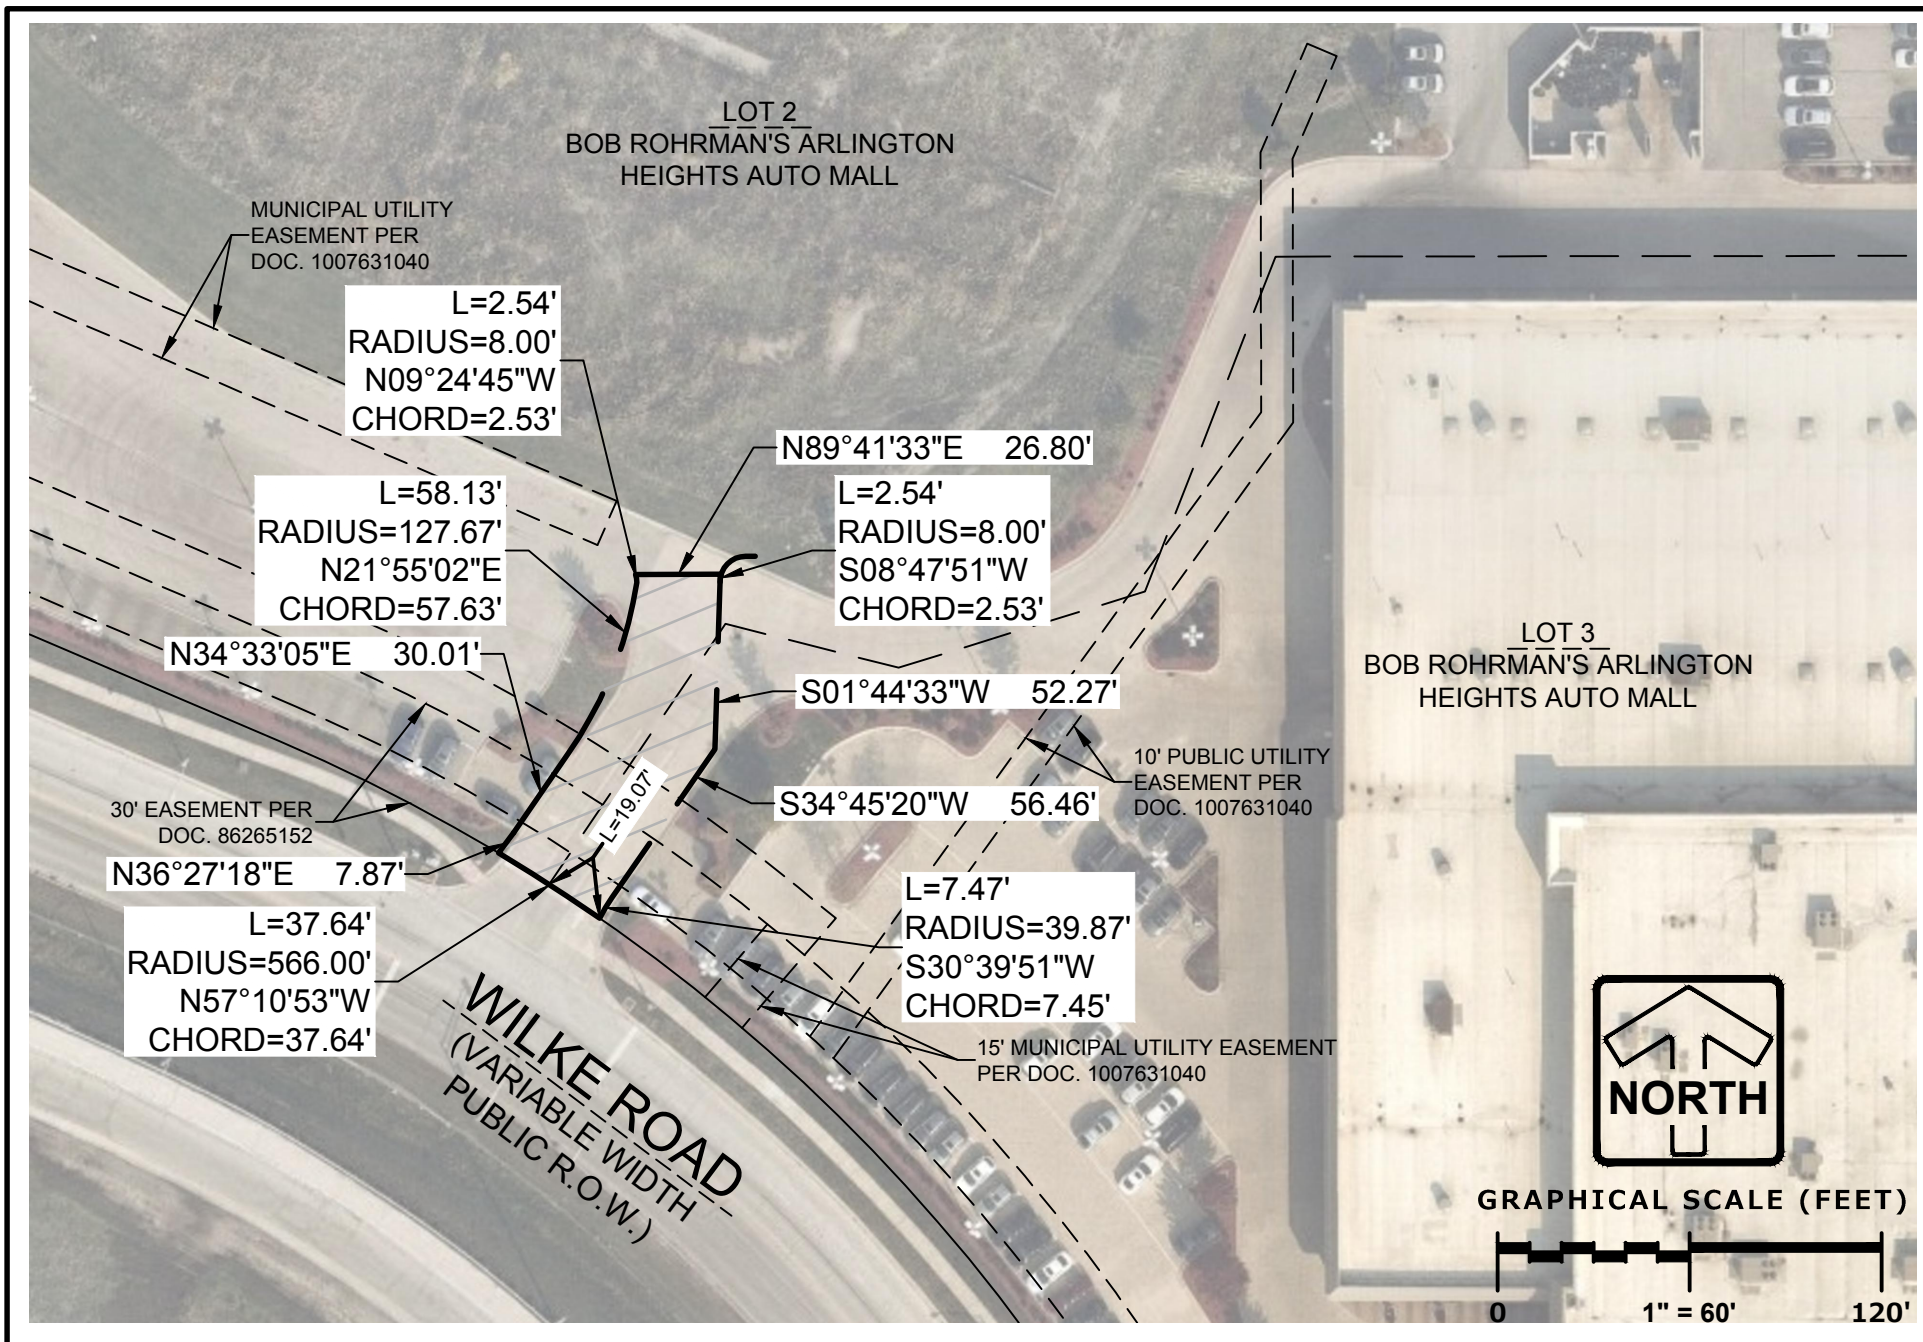 LOT 2
BOB ROHRMAN'S ARLINGTON
HEIGHTS AUTO MALL
MUNICIPAL UTILITY
EASEMENT PER
DOC. 1007631040
L=2.54'
RADIUS=8.00'
N09°24'45"W
CHORD=2.53'
N89°41'33"E 26.80'
L=58.13'
RADIUS=127.67'
N21°55'02"E
CHORD=57.63'
L=2.54'
RADIUS=8.00'
S08°47'51"W
CHORD=2.53'
N34°33'05"E 30.01'
S01°44'33"W 52.27'
LOT 3
BOB ROHRMAN'S ARLINGTON
HEIGHTS AUTO MALL
10' PUBLIC UTILITY
EASEMENT PER
DOC. 1007631040
S34°45'20"W 56.46'
L=19.07'
30' EASEMENT PER
DOC. 86265152
N36°27'18"E 7.87'
L=37.64'
RADIUS=566.00'
N57°10'53"W
CHORD=37.64'
L=7.47'
RADIUS=39.87'
S30°39'51"W
CHORD=7.45'
15' MUNICIPAL UTILITY EASEMENT
PER DOC. 1007631040
WILKE ROAD
(VARIABLE WIDTH
PUBLIC R.O.W.)
NORTH
GRAPHICAL SCALE (FEET)
0 1" = 60' 120'